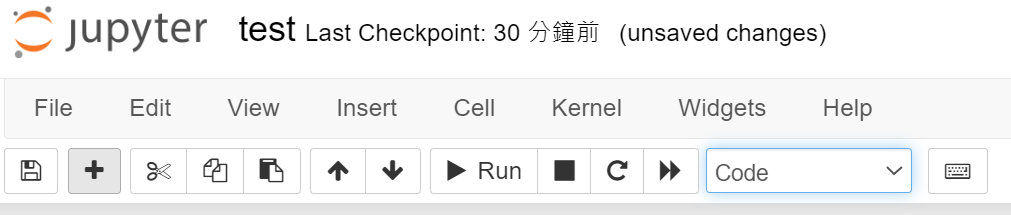 jupyter test Last Checkpoint: 30 分鐘前 (unsaved changes)
File Edit View Insert Cell Kernel Widgets Help
Run Code